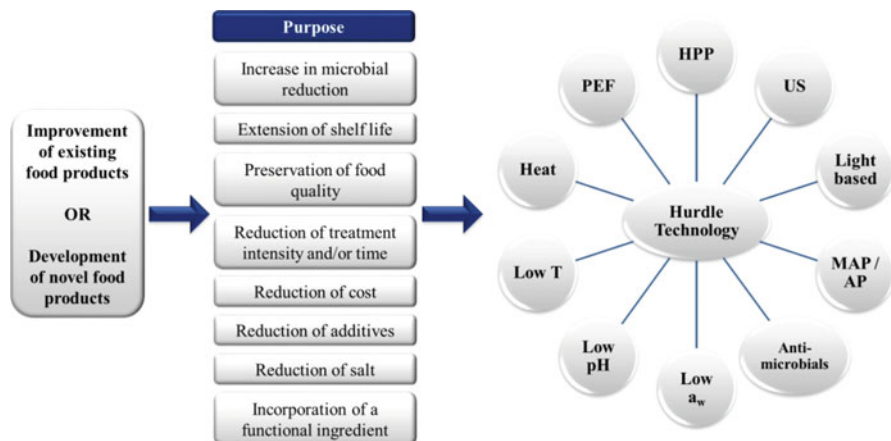 Improvement
of existing
food products
OR
Development
of novel food
products
Purpose
Increase in microbial
reduction
Extension of shelf life
Preservation of food
quality
Reduction of treatment
intensity and/or time
Reduction of cost
Reduction of additives
Reduction of salt
Incorporation of a
functional ingredient
Hurdle
Technology
HPP
US
Light
based
MAP /
AP
Anti-
microbials
Low
a_w
Low
pH
Low T
Heat
PEF